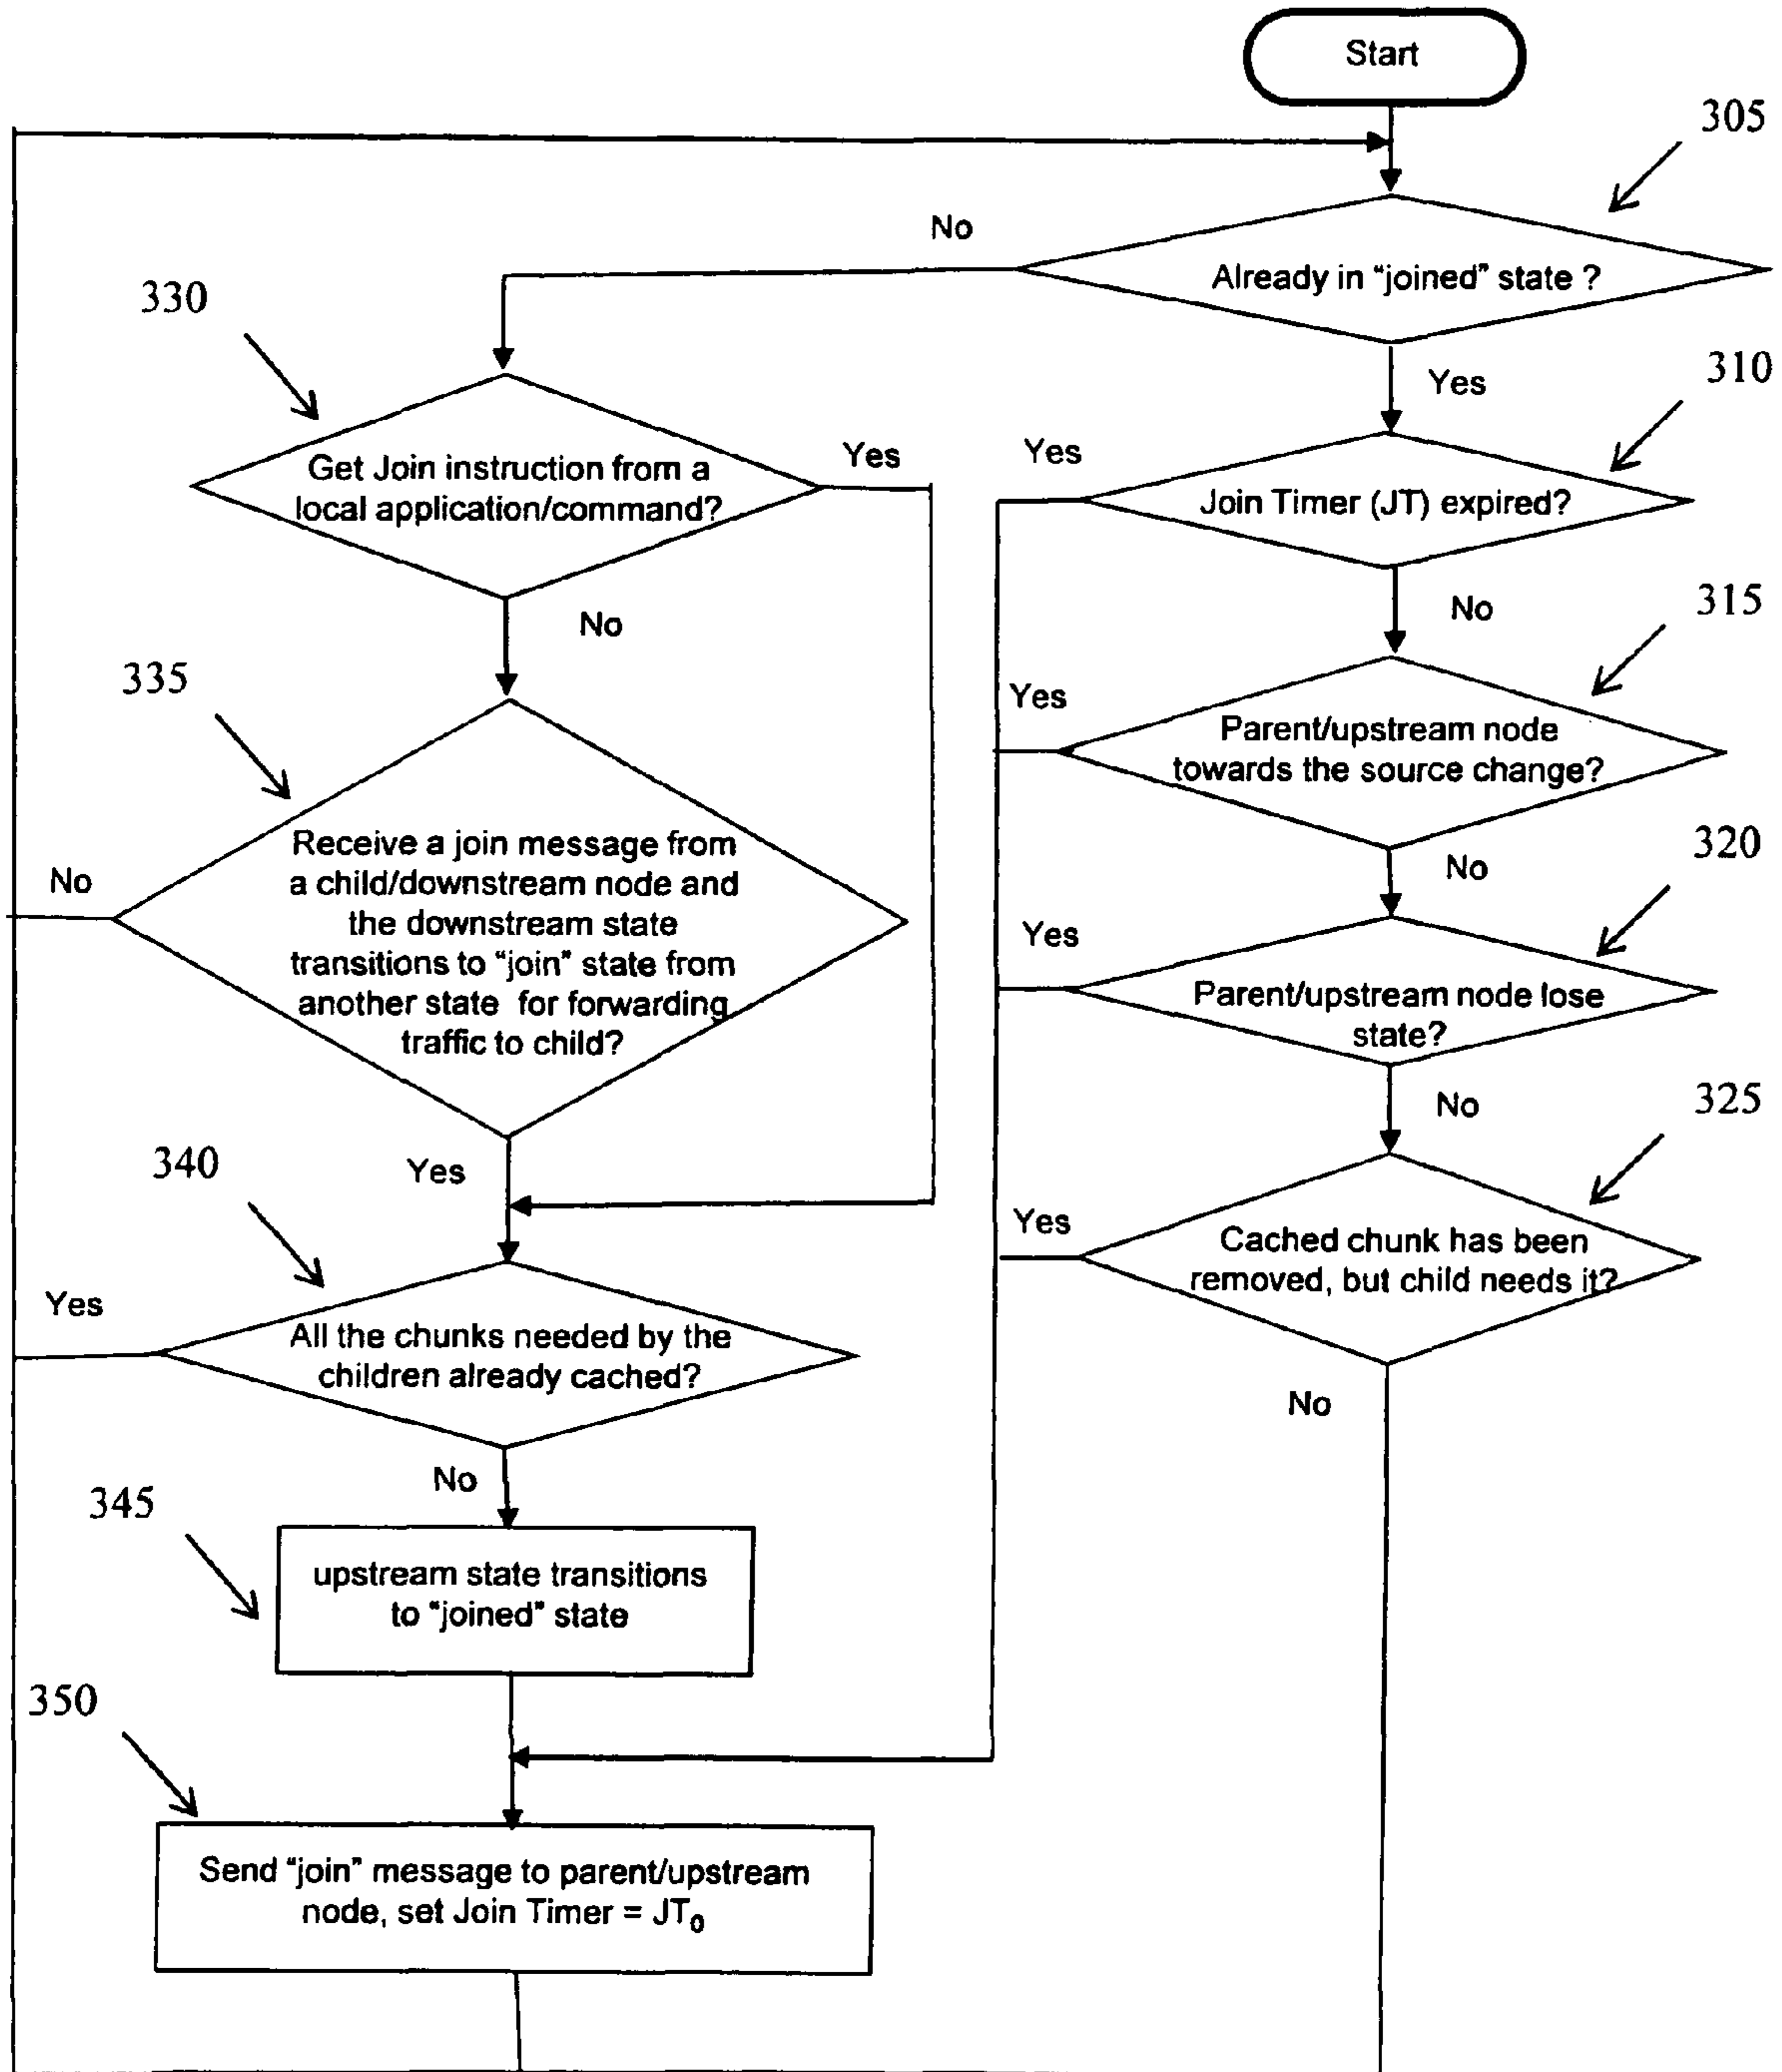 Start
305
No
Already in "joined" state ?
330
310
Yes
Yes
Get Join instruction from a
local application/command?
Yes
Join Timer (JT) expired?
No
No
315
335
Yes
Parent/upstream node
towards the source change?
Receive a join message from
a child/downstream node and
the downstream state
transitions to "join" state from
another state for forwarding
traffic to child?
No
No
320
Yes
Parent/upstream node lose
state?
No
325
340
Yes
Yes
Cached chunk has been
removed, but child needs it?
Yes
All the chunks needed by the
children already cached?
No
No
345
upstream state transitions
to "joined" state
350
Send "join" message to parent/upstream
node, set Join Timer = JT₀